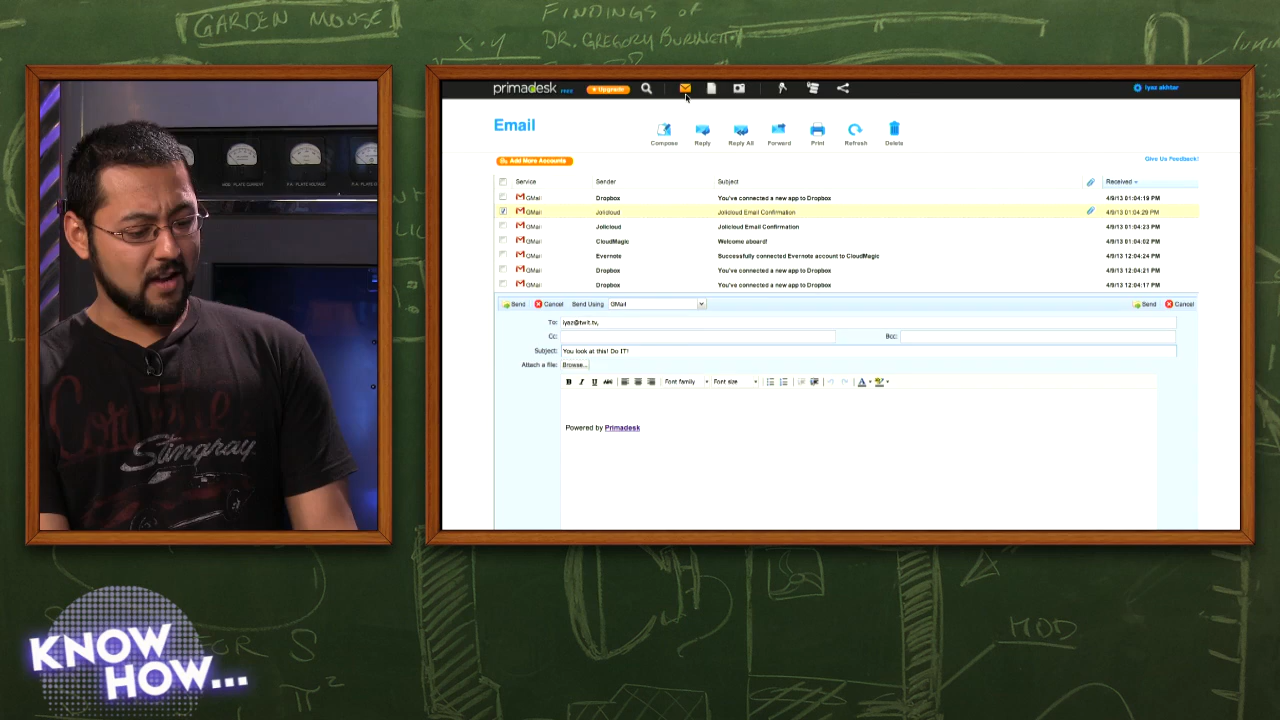 GARDEN MOUSE
FINDINGS OF
DR. GREGORY BURNETT
X·Y
primadesk FREE
+ Upgrade
iyaz akhtar
Email
Compose
Reply
Reply All
Forward
Print
Refresh
Delete
Add More Accounts
Give Us Feedback!
Service Sender Subject Received
GMail Dropbox You've connected a new app to Dropbox 4/9/13 01:04:19 PM
GMail Jolicloud Jolicloud Email Confirmation 4/9/13 01:04:20 PM
GMail Jolicloud Jolicloud Email Confirmation 4/9/13 01:04:23 PM
GMail CloudMagic Welcome aboard! 4/9/13 01:04:02 PM
GMail Evernote Successfully connected Evernote account to CloudMagic 4/9/13 12:04:24 PM
GMail Dropbox You've connected a new app to Dropbox 4/9/13 12:04:21 PM
GMail Dropbox You've connected a new app to Dropbox 4/9/13 12:04:17 PM
Send Cancel Send Using GMail Send Cancel
To: iyaz@twit.tv,
Cc: Bcc:
Subject: You look at this! Do IT!
Attach a file: Browse...
B I U ABC Font family Font size A
Powered by Primadesk
Stingray
KNOW
HOW...
S
π²
MOD